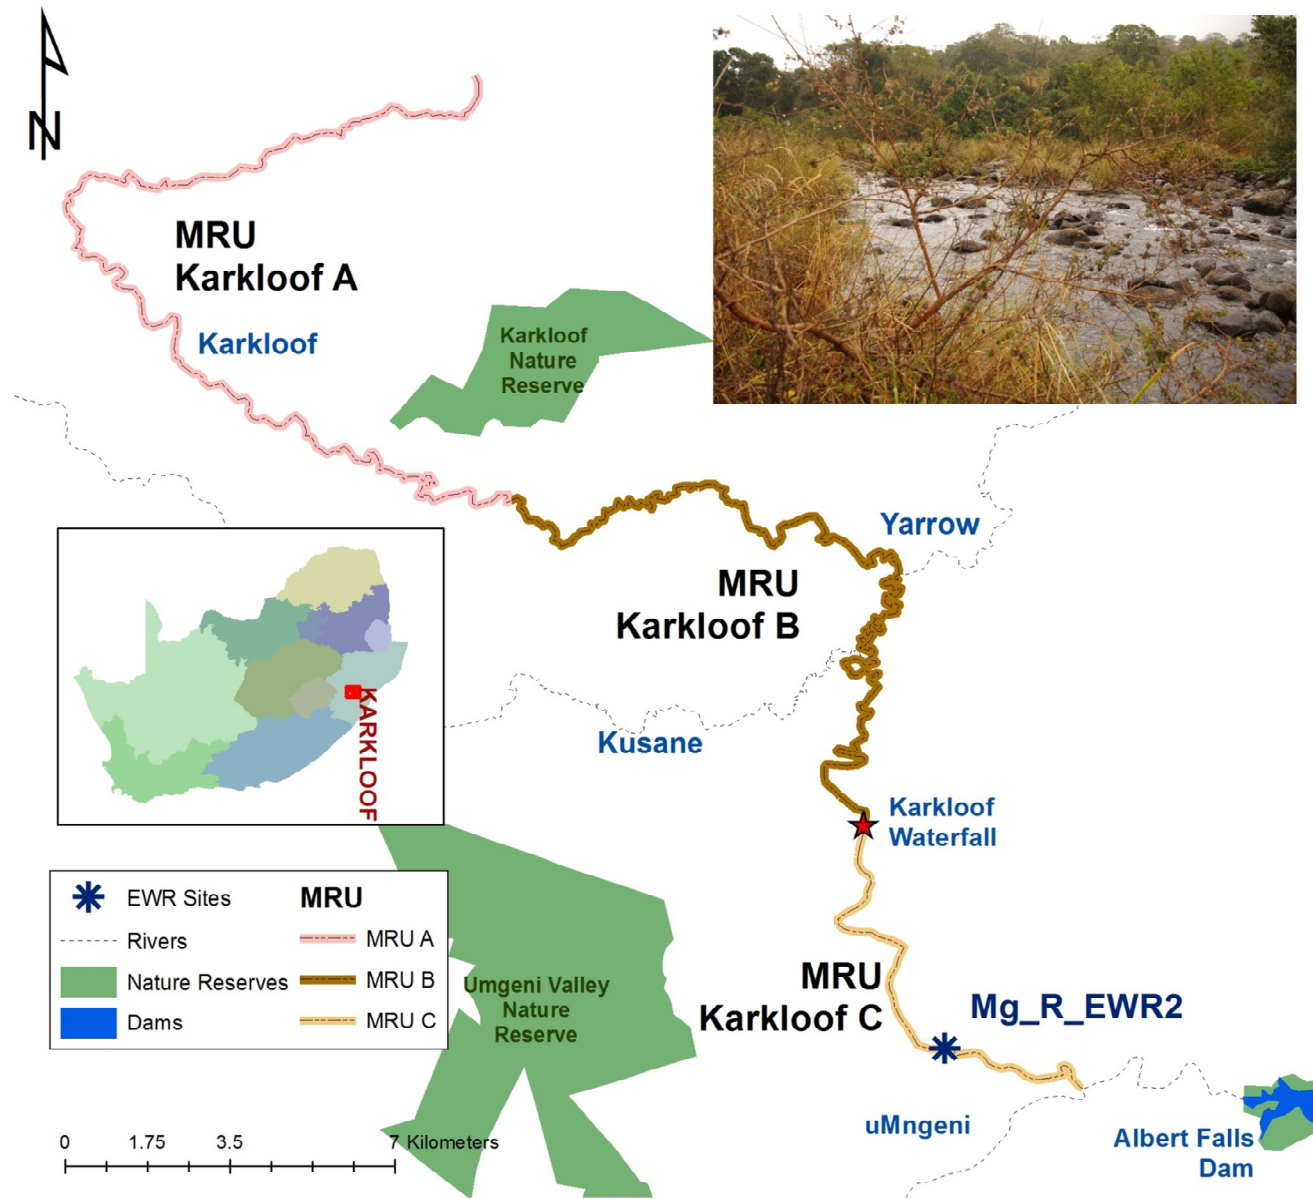 N
MRU
Karkloof A
Karkloof
Karkloof
Nature
Reserve
Yarrow
MRU
Karkloof B
Kusane
KARKLOOF
Karkloof
Waterfall
EWR Sites
Rivers
Nature Reserves
Dams
MRU
MRU A
MRU B
MRU C
Umgeni Valley
Nature
Reserve
MRU
Karkloof C
Mg_R_EWR2
uMngeni
Albert Falls
Dam
0 1.75 3.5 7 Kilometers